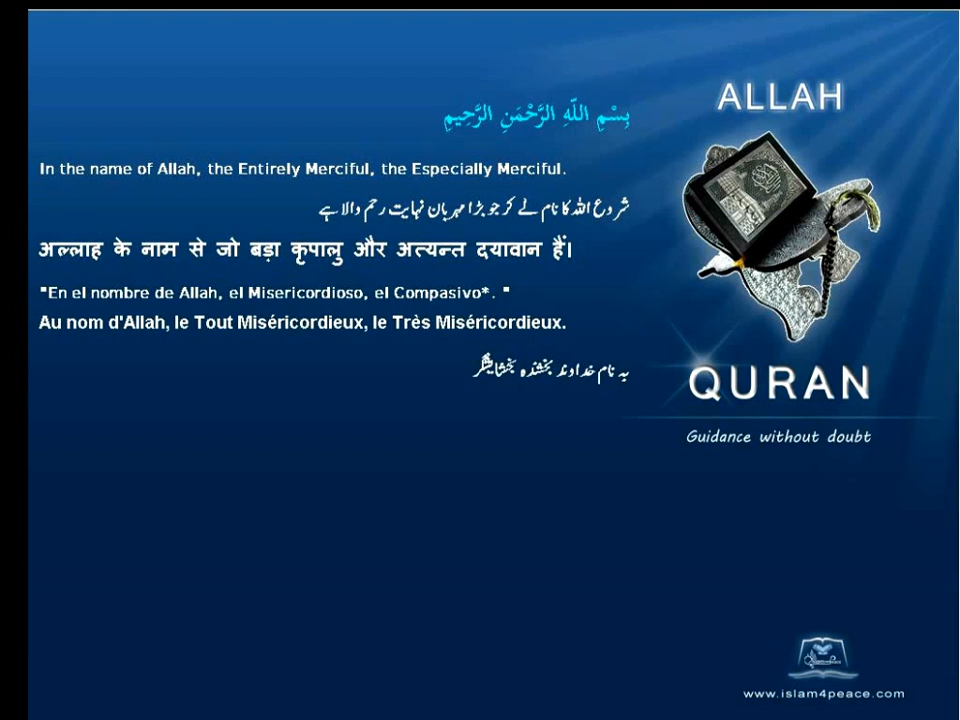 بِسْمِ اللّهِ الرَّحْمَنِ الرَّحِيمِ
In the name of Allah, the Entirely Merciful, the Especially Merciful.
شروع الله کا نام لے کر جو بڑا مہربان نہایت رحم والا ہے
अल्लाह के नाम से जो बड़ा कृपालु और अत्यन्त दयावान हैं।
"En el nombre de Allah, el Misericordioso, el Compasivo*. "
Au nom d'Allah, le Tout Miséricordieux, le Très Miséricordieux.
به نام خداوند بخشنده بخشایشگر
ALLAH
QURAN
Guidance without doubt
www.islam4peace.com